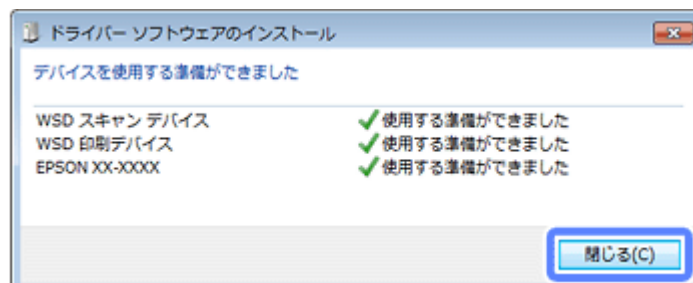 ドライバー ソフトウェアのインストール
デバイスを使用する準備ができました
WSD スキャン デバイス 使用する準備ができました
WSD 印刷デバイス 使用する準備ができました
EPSON XX-XXXX 使用する準備ができました
閉じる(C)